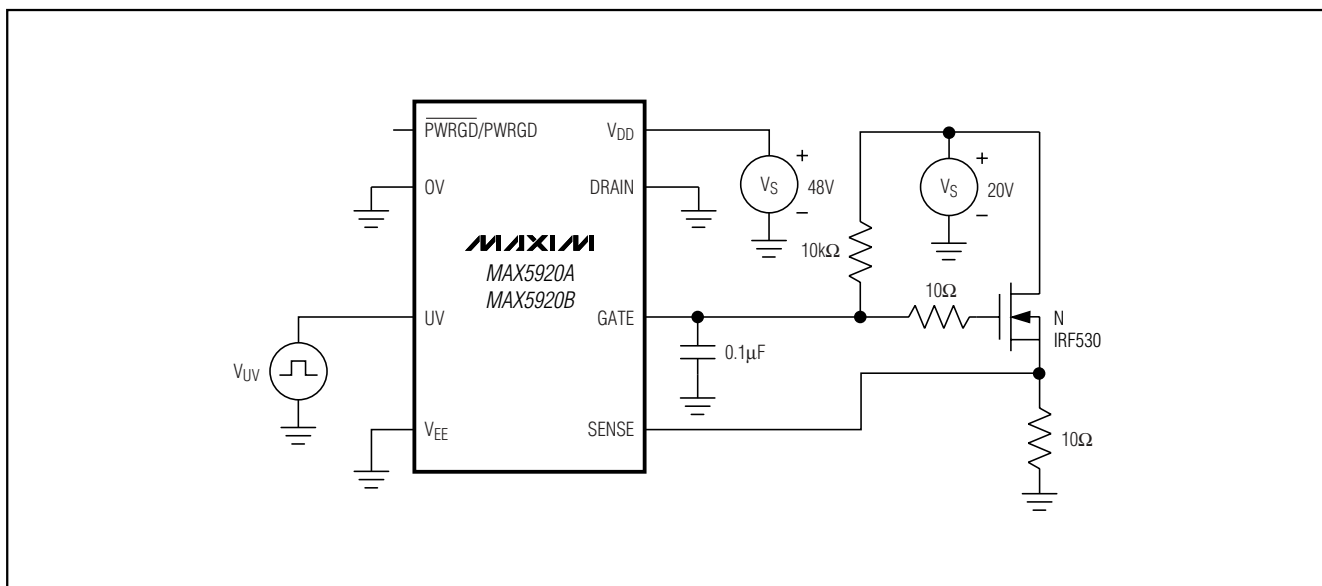 P̅W̅R̅G̅D̅/PWRGD
VDD
OV
DRAIN
VS
+
48V
−
VS
+
20V
−
MAXIM
MAX5920A
MAX5920B
10kΩ
UV
GATE
10Ω
N
IRF530
0.1µF
VUV
VEE
SENSE
10Ω